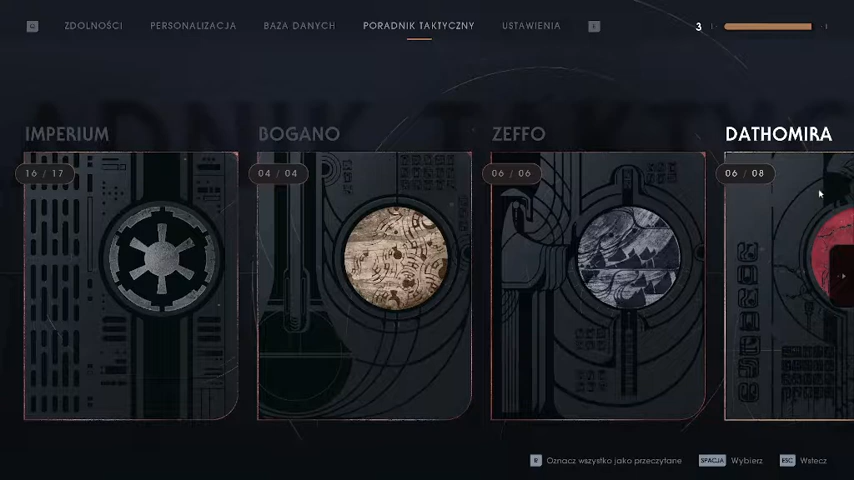 Q ZDOLNOŚCI PERSONALIZACJA BAZA DANYCH PORADNIK TAKTYCZNY USTAWIENIA E 3
IMPERIUM BOGANO ZEFFO DATHOMIRA
16 / 17 04 / 04 06 / 06 06 / 08
Oznacz wszystko jako przeczytane SPACJA Wybierz ESC Wstecz